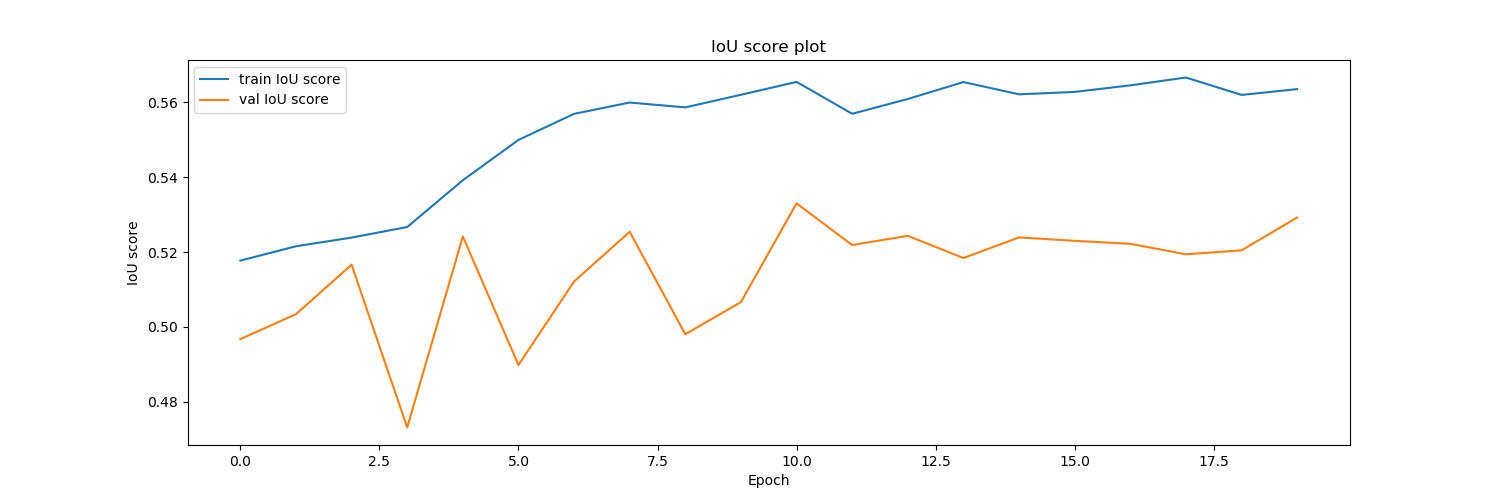 IoU score plot
train IoU score
val IoU score
0.56
0.54
0.52
0.50
0.48
IoU score
0.0 2.5 5.0 7.5 10.0 12.5 15.0 17.5
Epoch